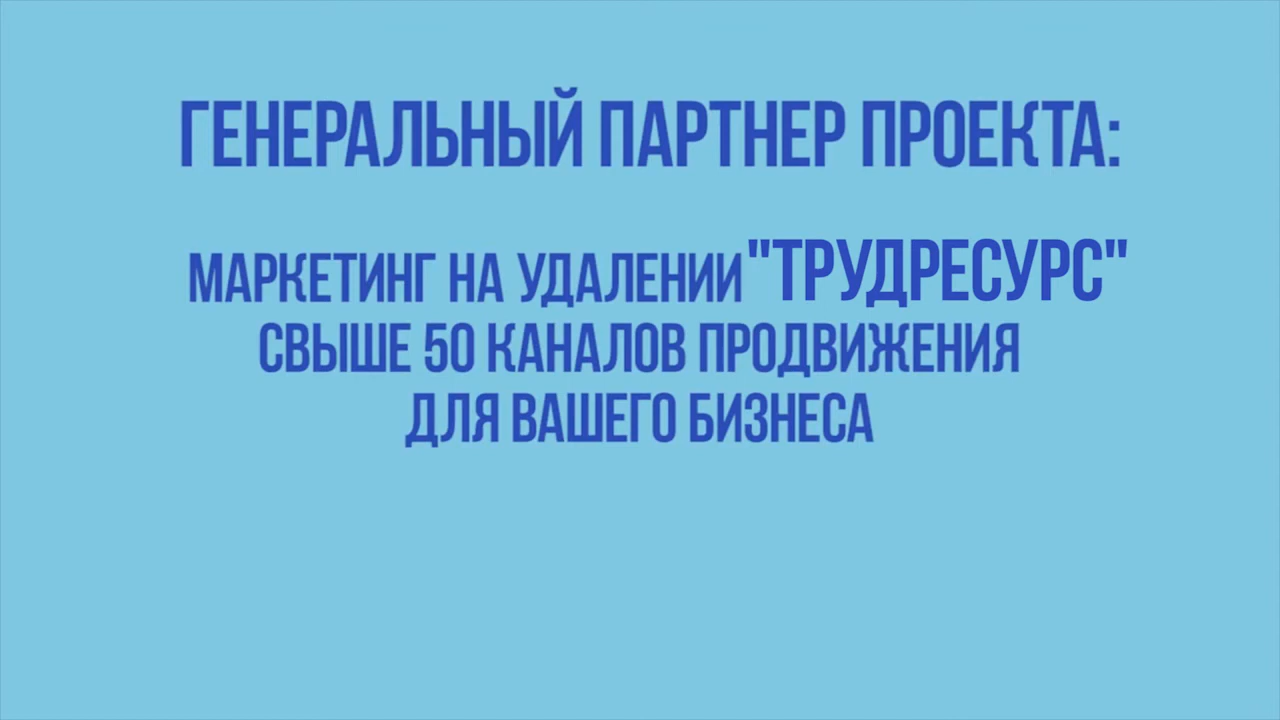 ГЕНЕРАЛЬНЫЙ ПАРТНЕР ПРОЕКТА:
МАРКЕТИНГ НА УДАЛЕНИИ "ТРУДРЕСУРС"
СВЫШЕ 50 КАНАЛОВ ПРОДВИЖЕНИЯ
ДЛЯ ВАШЕГО БИЗНЕСА